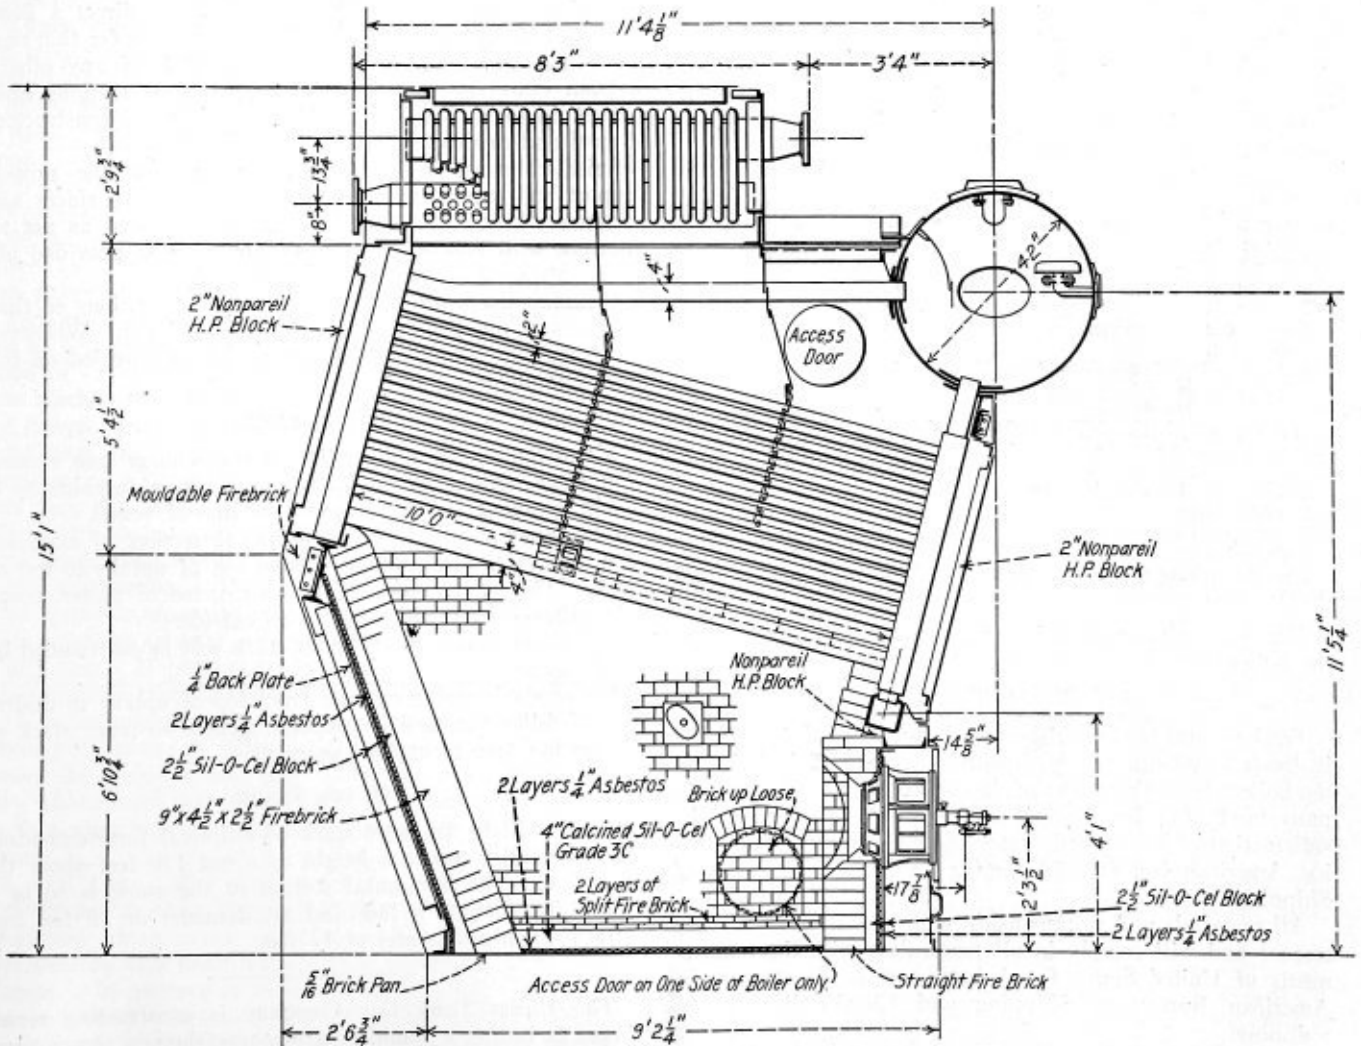 11'4 1/8"
8'3"
3'4"
2'9 3/4"
13 3/4"
8"
4"
42"
2" Nonpareil
H.P. Block
2"
Access
Door
5'4 1/2"
15'1"
Mouldable Firebrick
10'0"
4"
2" Nonpareil
H.P. Block
11'5 1/4"
1/4" Back Plate
Nonpareil
H.P. Block
2 Layers 1/4" Asbestos
14 5/8"
2 1/2" Sil-O-Cel Block
6'10 3/4"
2 Layers 1/4" Asbestos
Brick up Loose
9" x 4 1/2" x 2 1/2" Firebrick
4" Calcined Sil-O-Cel
Grade 3C
4'1"
2'3 1/2"
2 Layers of
Split Fire Brick
17 7/8"
2 1/2" Sil-O-Cel Block
2 Layers 1/4" Asbestos
5/16" Brick Pan
Access Door on One Side of Boiler only.
Straight Fire Brick
2'6 3/4"
9'2 1/4"